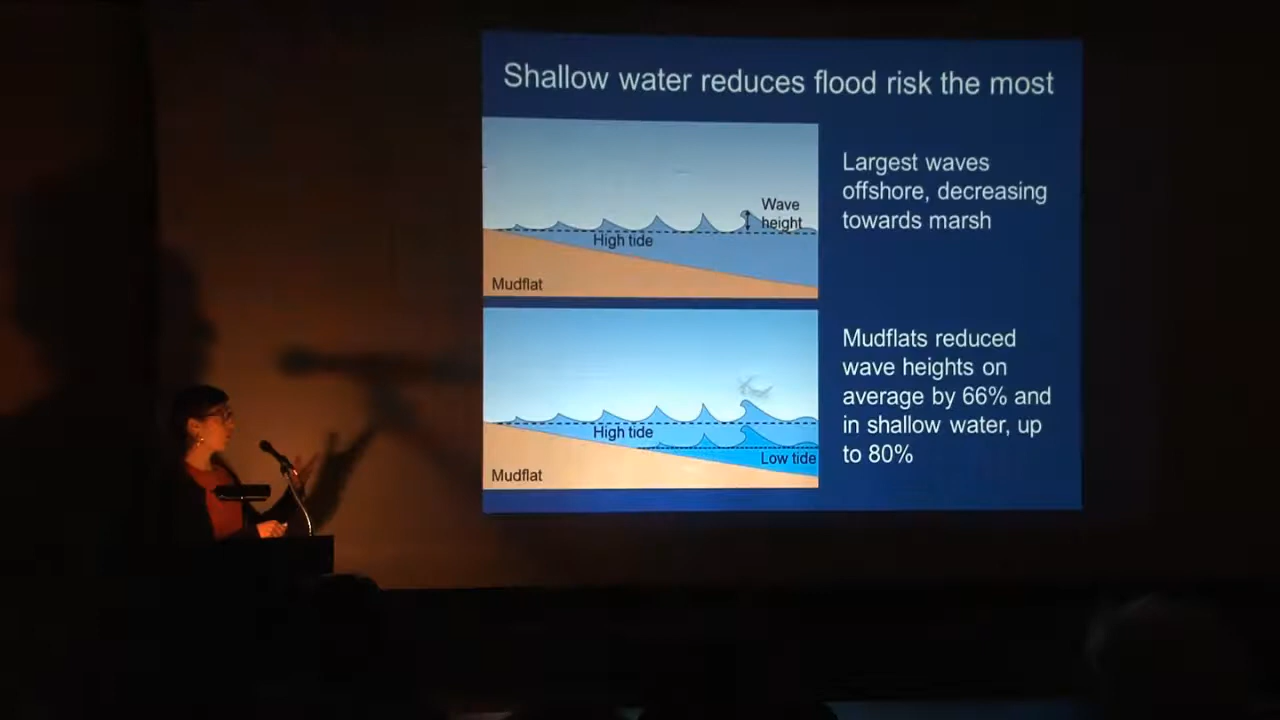 Shallow water reduces flood risk the most
Wave
height
High tide
Mudflat
Largest waves
offshore, decreasing
towards marsh
High tide
Low tide
Mudflat
Mudflats reduced
wave heights on
average by 66% and
in shallow water, up
to 80%